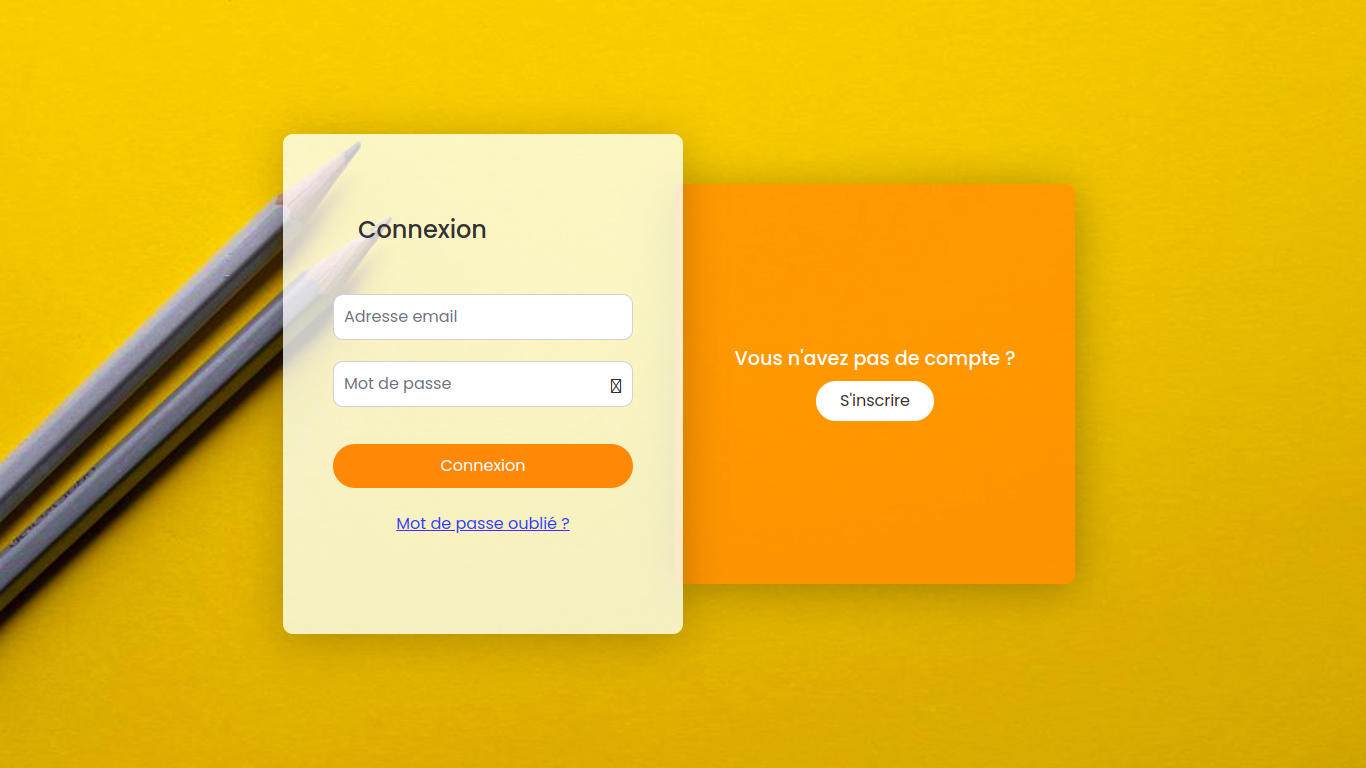 Connexion
Adresse email
Mot de passe
Connexion
Mot de passe oublié ?
Vous n'avez pas de compte ?
S'inscrire